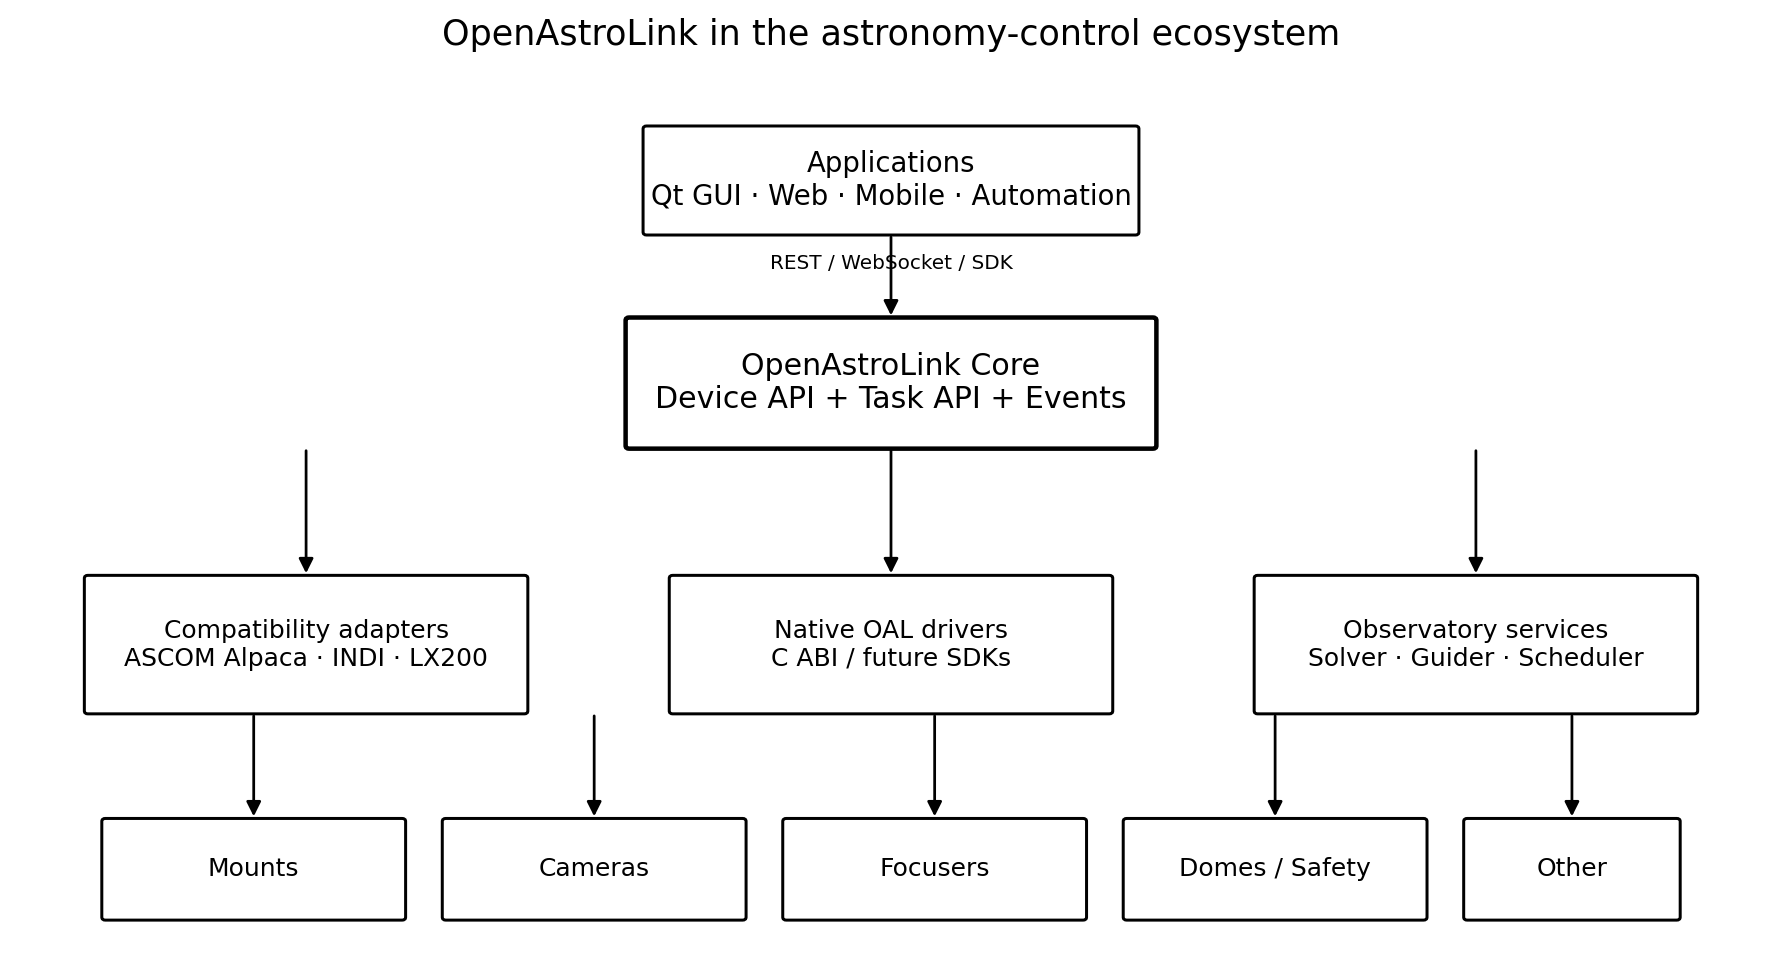 OpenAstroLink in the astronomy-control ecosystem
Applications
Qt GUI · Web · Mobile · Automation
REST / WebSocket / SDK
OpenAstroLink Core
Device API + Task API + Events
Compatibility adapters
ASCOM Alpaca · INDI · LX200
Native OAL drivers
C ABI / future SDKs
Observatory services
Solver · Guider · Scheduler
Mounts
Cameras
Focusers
Domes / Safety
Other